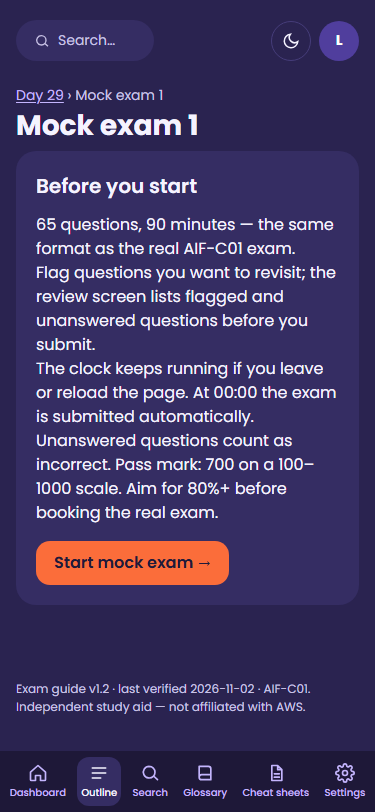 Search...
L
Day 29 › Mock exam 1
Mock exam 1
Before you start
65 questions, 90 minutes — the same
format as the real AIF-C01 exam.
Flag questions you want to revisit; the
review screen lists flagged and
unanswered questions before you
submit.
The clock keeps running if you leave
or reload the page. At 00:00 the exam
is submitted automatically.
Unanswered questions count as
incorrect. Pass mark: 700 on a 100–
1000 scale. Aim for 80%+ before
booking the real exam.
Start mock exam →
Exam guide v1.2 · last verified 2026-11-02 · AIF-C01.
Independent study aid — not affiliated with AWS.
Dashboard Outline Search Glossary Cheat sheets Settings